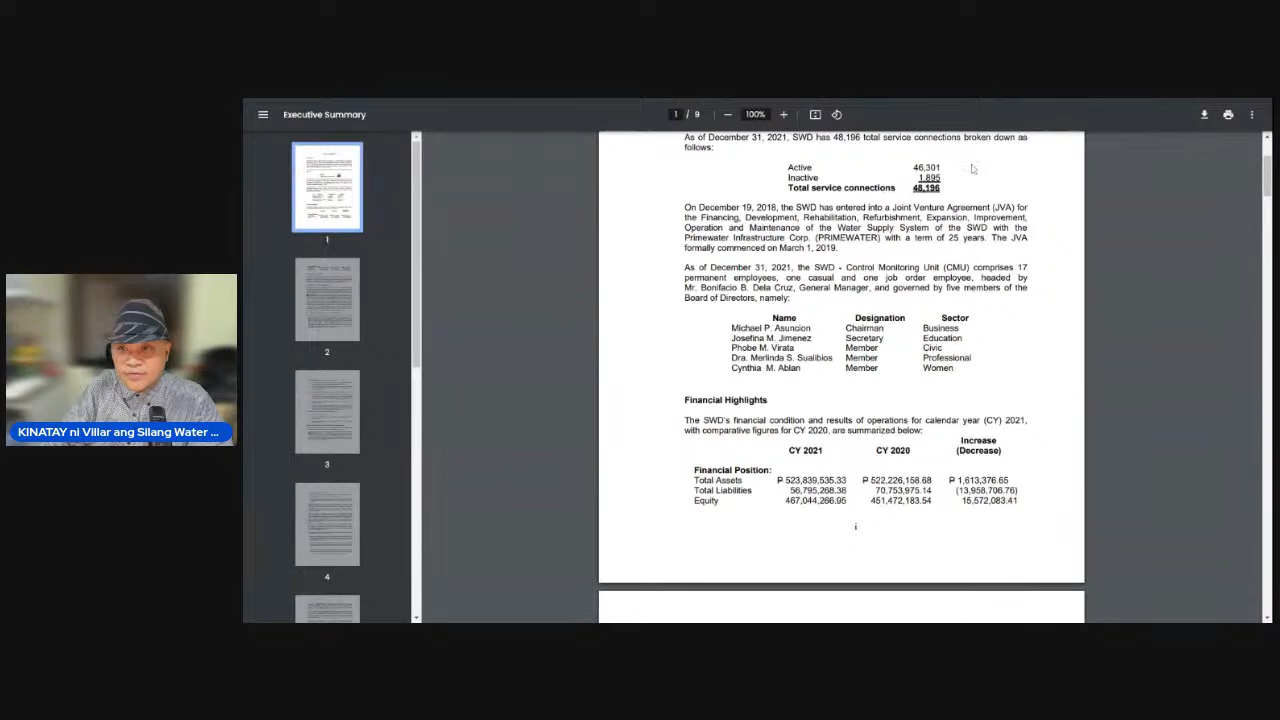 Executive Summary
1 / 9
100%
As of December 31, 2021, SWD has 48,196 total service connections broken down as
follows:
Active 46,301
Inactive 1,895
Total service connections 48,196
On December 19, 2018, the SWD has entered into a Joint Venture Agreement (JVA) for
the Financing, Development, Rehabilitation, Refurbishment, Expansion, Improvement,
Operation and Maintenance of the Water Supply System of the SWD with the
Primewater Infrastructure Corp. (PRIMEWATER) with a term of 25 years. The JVA
formally commenced on March 1, 2019.
As of December 31, 2021, the SWD - Control Monitoring Unit (CMU) comprises 17
permanent employees, one casual and one job order employee, headed by
Mr. Bonifacio B. Dela Cruz, General Manager, and governed by five members of the
Board of Directors, namely:
Name Designation Sector
Michael P. Asuncion Chairman Business
Josefina M. Jimenez Secretary Education
Phobe M. Virata Member Civic
Dra. Merlinda S. Sualibios Member Professional
Cynthia M. Ablan Member Women
Financial Highlights
The SWD's financial condition and results of operations for calendar year (CY) 2021,
with comparative figures for CY 2020, are summarized below:
CY 2021 CY 2020 Increase
(Decrease)
Financial Position:
Total Assets ₱ 523,839,535.33 ₱ 522,226,158.68 ₱ 1,613,376.65
Total Liabilities 56,795,268.38 70,753,975.14 (13,958,706.76)
Equity 467,044,266.95 451,472,183.54 15,572,083.41
i
1
2
3
4
KINATAY ni Villar ang Silang Water ...